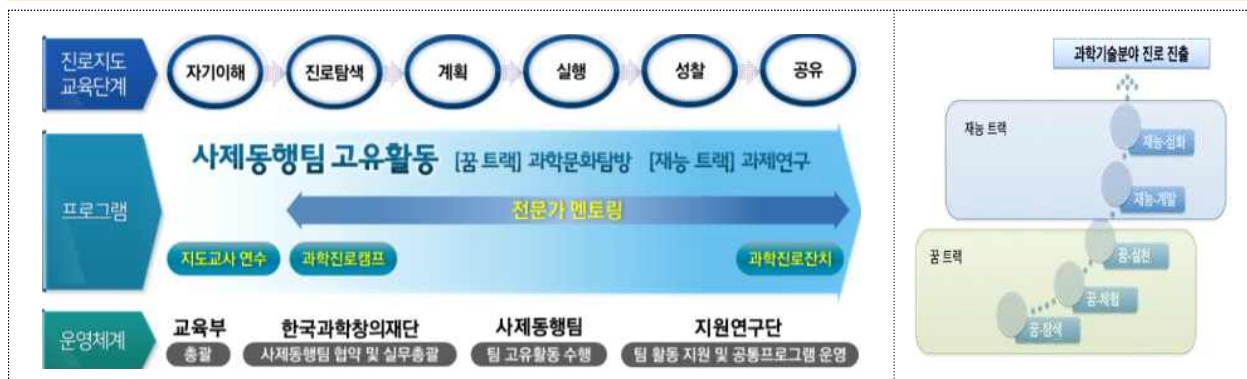 진로지도
교육단계
자기이해
진로탐색
계획
실행
성찰
공유
프로그램
사제동행팀 고유활동 [꿈 트랙] 과학문화탐방 [재능 트랙] 과제연구
전문가 멘토링
지도교사 연수
과학진로캠프
과학진로잔치
운영체계
교육부
총괄
한국과학창의재단
사제동행팀 협약 및 실무총괄
사제동행팀
팀 고유활동 수행
지원연구단
팀 활동 지원 및 공통프로그램 운영
과학기술분야 진로 진출
재능 트랙
재능-심화
재능-계발
꿈 트랙
꿈-실현
꿈-체험
꿈-탐색